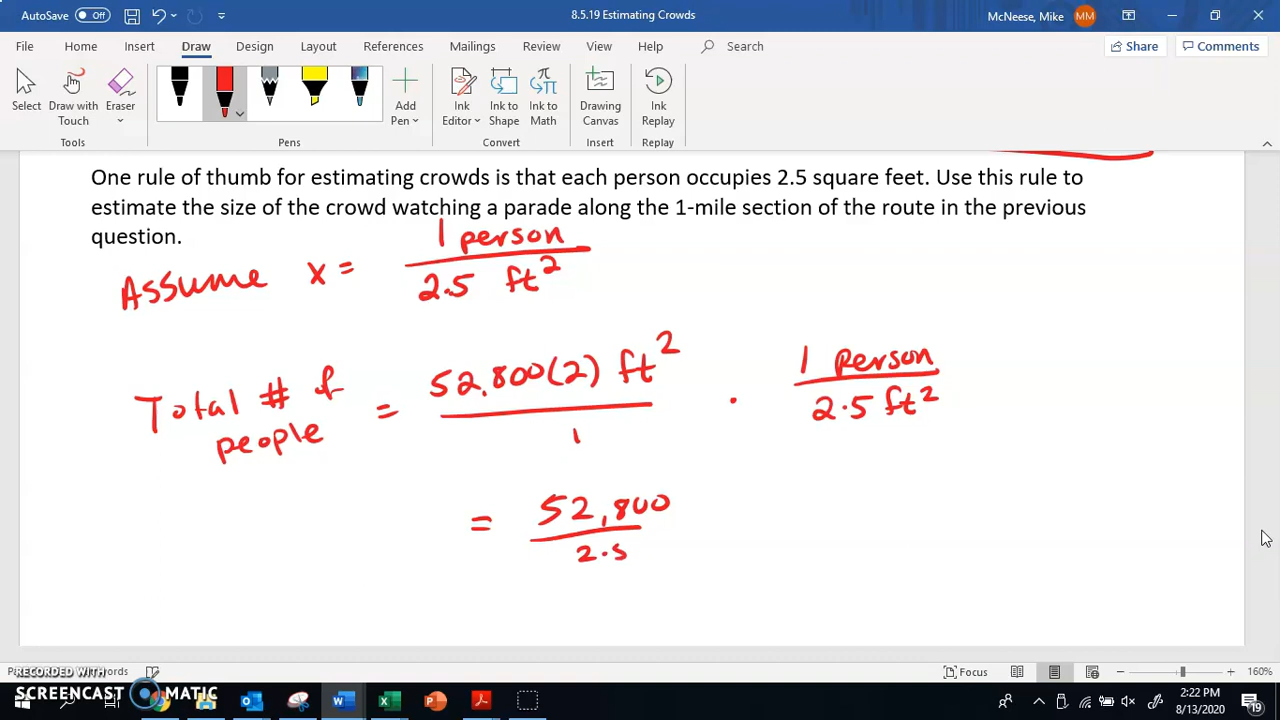 AutoSave Off 8.5.19 Estimating Crowds McNeese, Mike MM
File Home Insert Draw Design Layout References Mailings Review View Help Search Share Comments
Select Draw with Touch Eraser Add Pen Ink Editor Ink to Shape Ink to Math Drawing Canvas Ink Replay
Tools Pens Convert Insert Replay
One rule of thumb for estimating crowds is that each person occupies 2.5 square feet. Use this rule to
estimate the size of the crowd watching a parade along the 1-mile section of the route in the previous
question.
1 person
Assume x = 2.5 ft²
52,800(2) ft² 1 person
Total # of people = 1 · 2.5 ft²
= 52,800
2.5
RECORDED WITH words Focus 160%
SCREENCAST MATIC
2:22 PM
8/13/2020 19